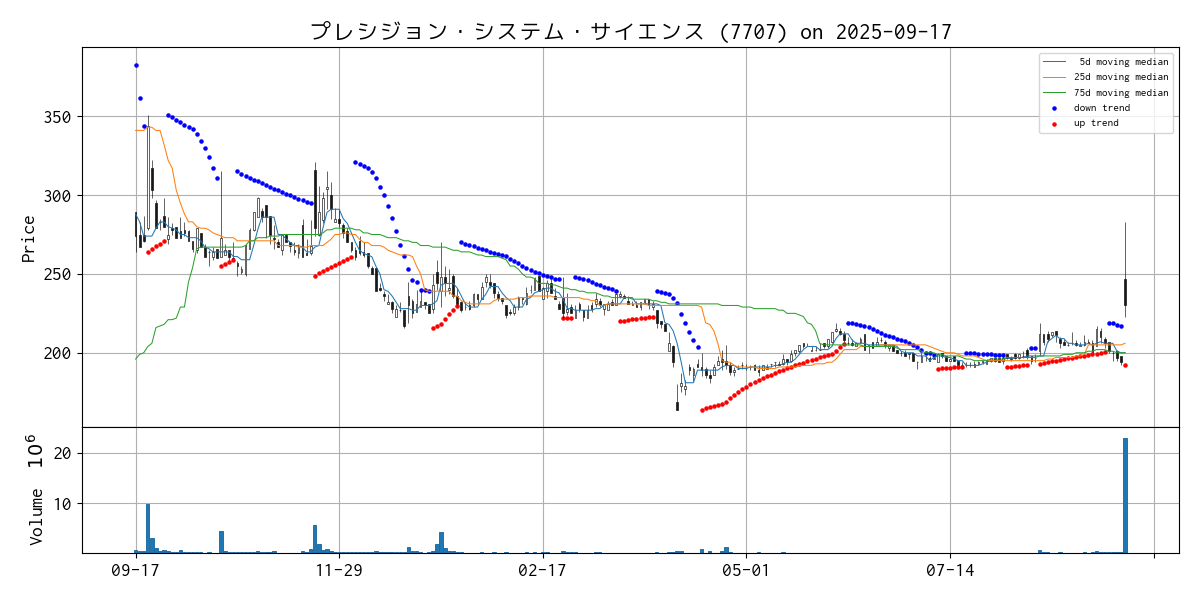 プレシジョン・システム・サイエンス (7707) on 2025-09-17
5d moving median
25d moving median
75d moving median
down trend
up trend
Price
350
300
250
200
Volume 10^6
20
10
09-17 11-29 02-17 05-01 07-14